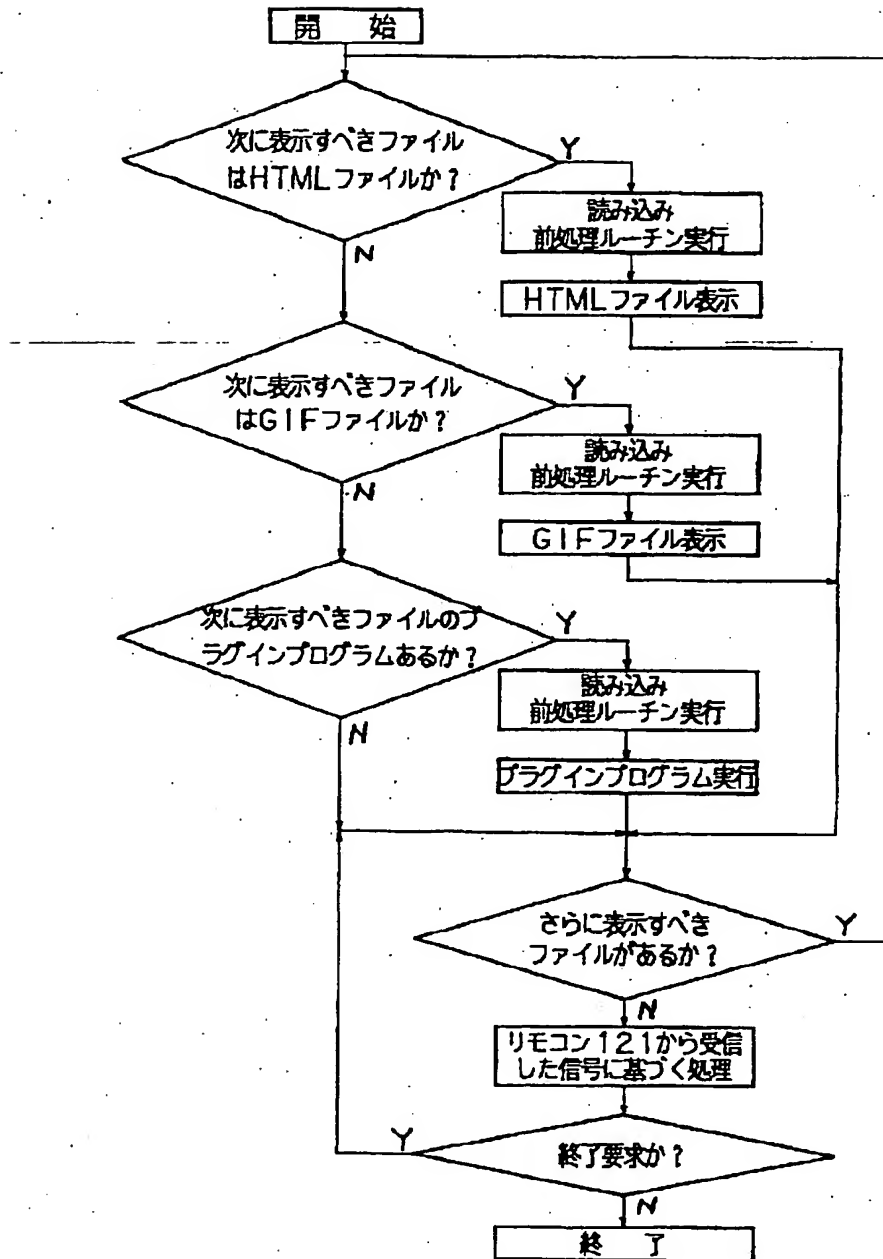 開 始
次に表示すべきファイル
はHTMLファイルか?
Y
読み込み
前処理ルーチン実行
N
HTMLファイル表示
次に表示すべきファイル
はGIFファイルか?
Y
読み込み
前処理ルーチン実行
N
GIFファイル表示
次に表示すべきファイルのプ
ラグインプログラムあるか?
Y
読み込み
前処理ルーチン実行
N
プラグインプログラム実行
さらに表示すべき
ファイルがあるか?
Y
N
リモコン121から受信
した信号に基づく処理
Y
終了要求か?
N
終 了